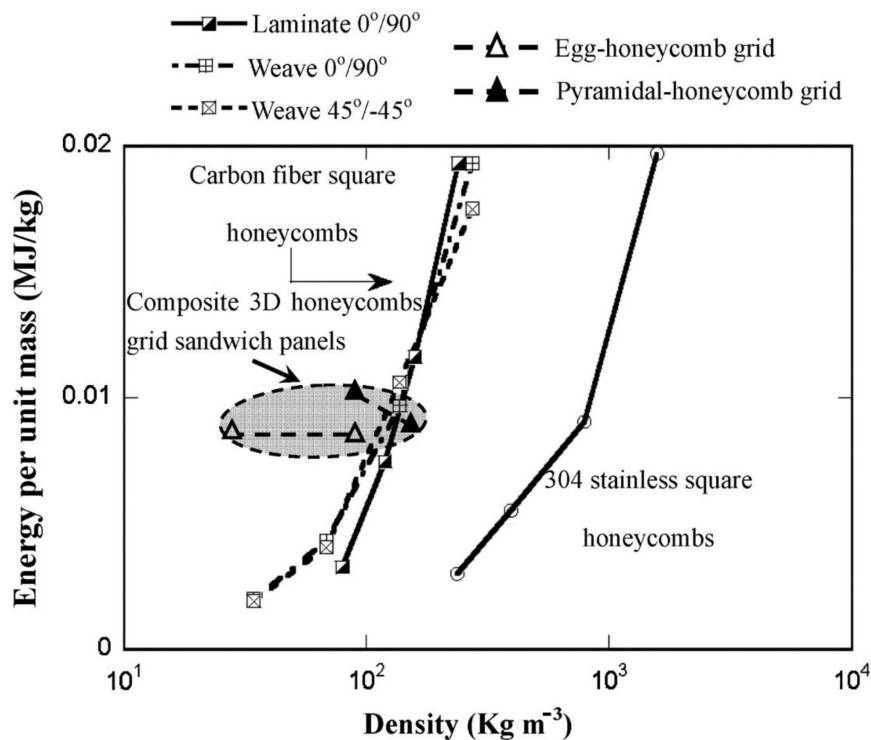 Laminate 0°/90°
Weave 0°/90°
Weave 45°/-45°
Egg-honeycomb grid
Pyramidal-honeycomb grid
0.02
Carbon fiber square
honeycombs
Composite 3D honeycombs
grid sandwich panels
0.01
304 stainless square
honeycombs
0
10¹
10²
10³
10⁴
Energy per unit mass (MJ/kg)
Density (Kg m⁻³)